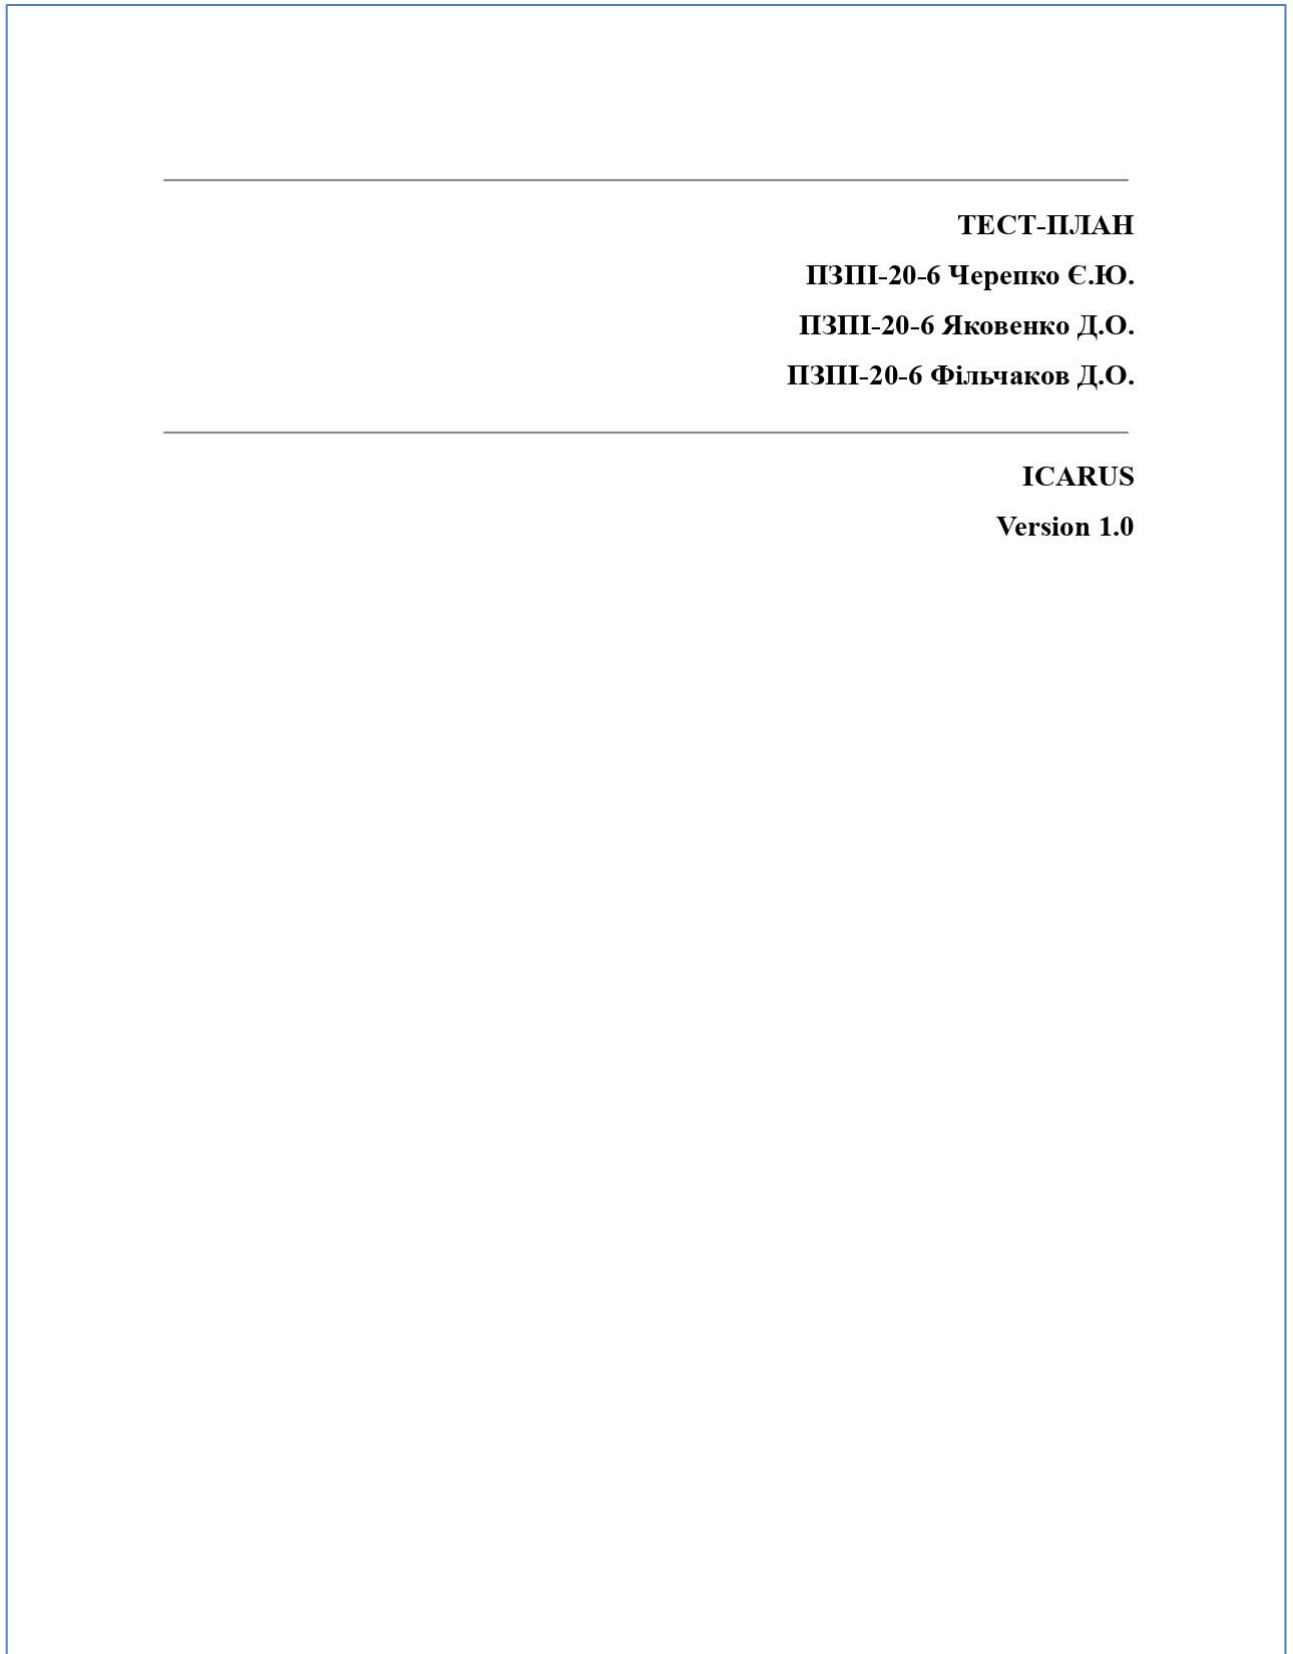 ТЕСТ-ПЛАН
ПЗПІ-20-6 Черепко Є.Ю.
ПЗПІ-20-6 Яковенко Д.О.
ПЗПІ-20-6 Фільчаков Д.О.
ICARUS
Version 1.0